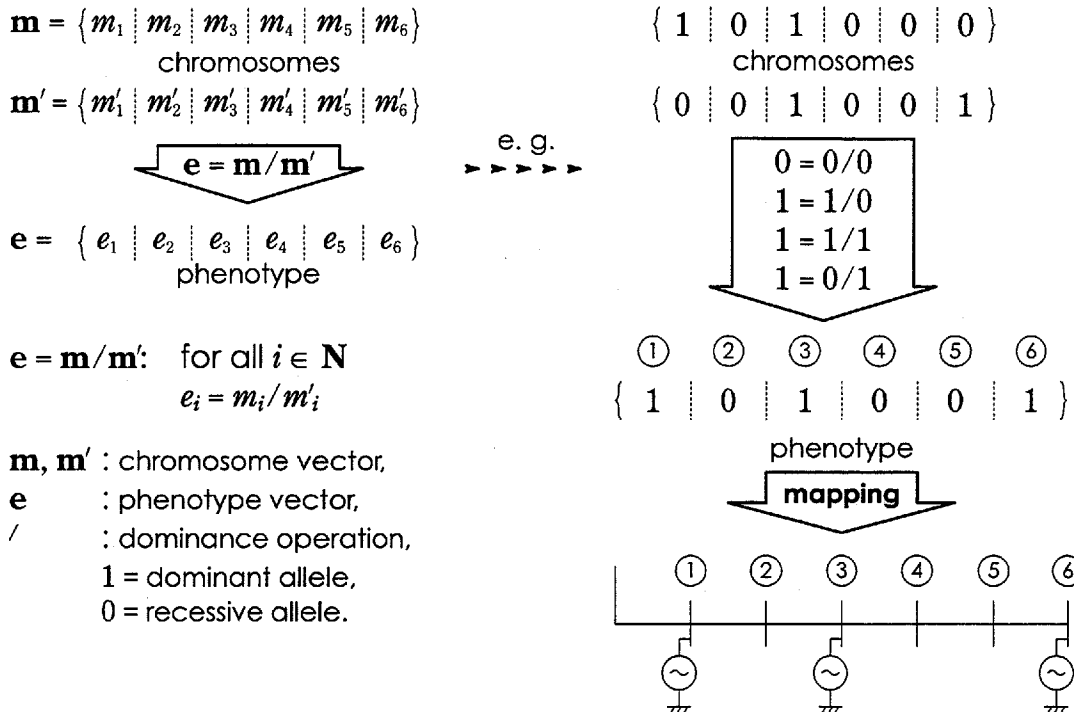 m = {m₁ | m₂ | m₃ | m₄ | m₅ | m₆}
chromosomes
m′ = {m′₁ | m′₂ | m′₃ | m′₄ | m′₅ | m′₆}
e = m/m′
e = {e₁ | e₂ | e₃ | e₄ | e₅ | e₆}
phenotype
e = m/m′: for all i ∈ N
eᵢ = mᵢ/m′ᵢ
m, m′ : chromosome vector,
e : phenotype vector,
/ : dominance operation,
1 = dominant allele,
0 = recessive allele.
e. g.
{ 1 | 0 | 1 | 0 | 0 | 0 }
chromosomes
{ 0 | 0 | 1 | 0 | 0 | 1 }
0 = 0/0
1 = 1/0
1 = 1/1
1 = 0/1
① ② ③ ④ ⑤ ⑥
{ 1 | 0 | 1 | 0 | 0 | 1 }
phenotype
mapping
① ② ③ ④ ⑤ ⑥
~ ~ ~